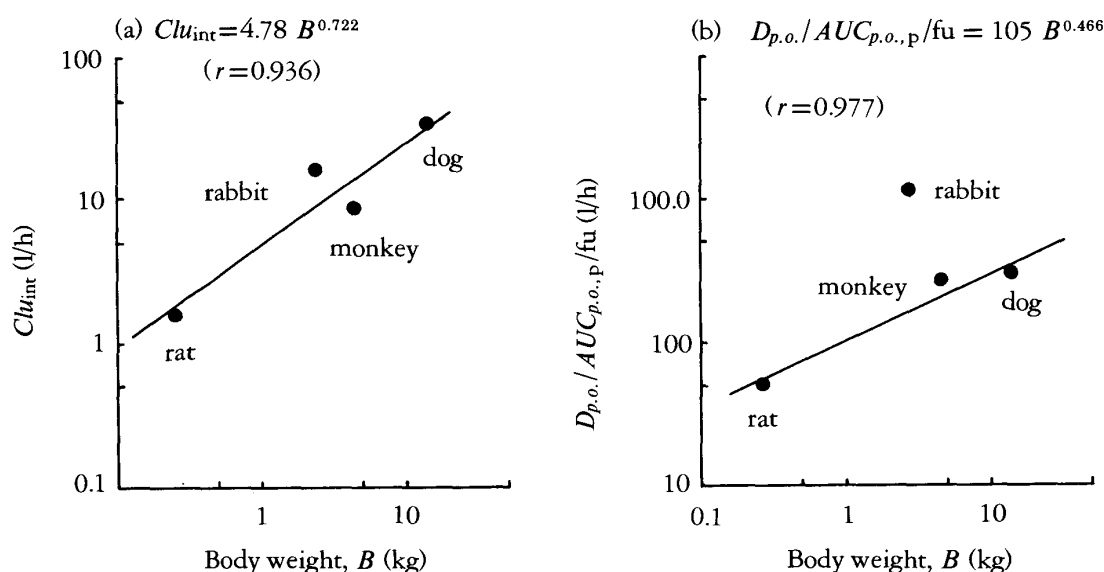 (a) Clu_int=4.78 B^0.722
(r=0.936)
100
10
1
0.1
Clu_int (l/h)
rabbit
dog
monkey
rat
1
10
Body weight, B (kg)
(b) D_p.o./AUC_p.o.,p/fu = 105 B^0.466
(r=0.977)
100.0
100
10
D_p.o./AUC_p.o.,p/fu (l/h)
rabbit
monkey
dog
rat
0.1
1
10
Body weight, B (kg)